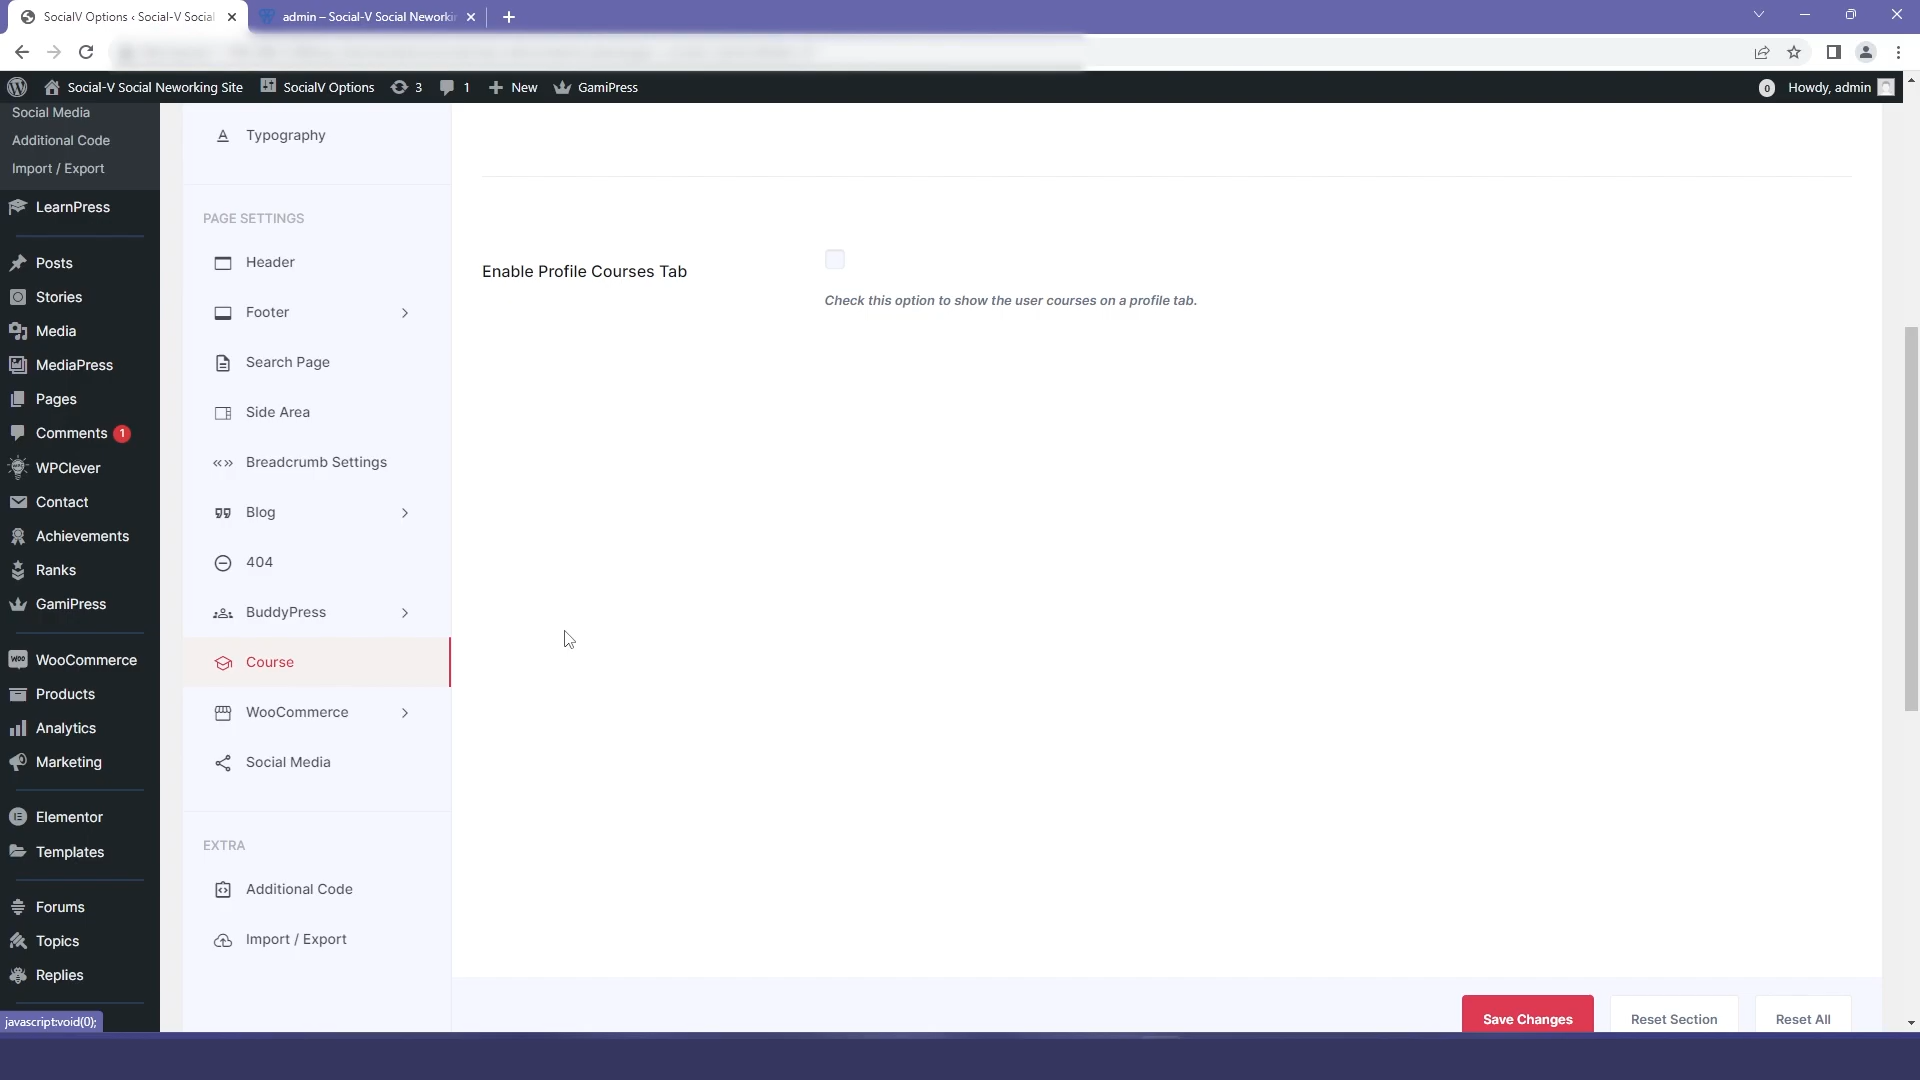 SocialV Options ‹ Social-V Social
admin – Social-V Social Neworkin
Social-V Social Neworking Site
SocialV Options
3
1
New
GamiPress
0
Howdy, admin
Social Media
Additional Code
Import / Export
LearnPress
Posts
Stories
Media
MediaPress
Pages
Comments 1
WPClever
Contact
Achievements
Ranks
GamiPress
WooCommerce
Products
Analytics
Marketing
Elementor
Templates
Forums
Topics
Replies
javascript:void(0);
Typography
PAGE SETTINGS
Header
Footer
Search Page
Side Area
Breadcrumb Settings
Blog
404
BuddyPress
Course
WooCommerce
Social Media
EXTRA
Additional Code
Import / Export
Enable Profile Courses Tab
Check this option to show the user courses on a profile tab.
Save Changes
Reset Section
Reset All